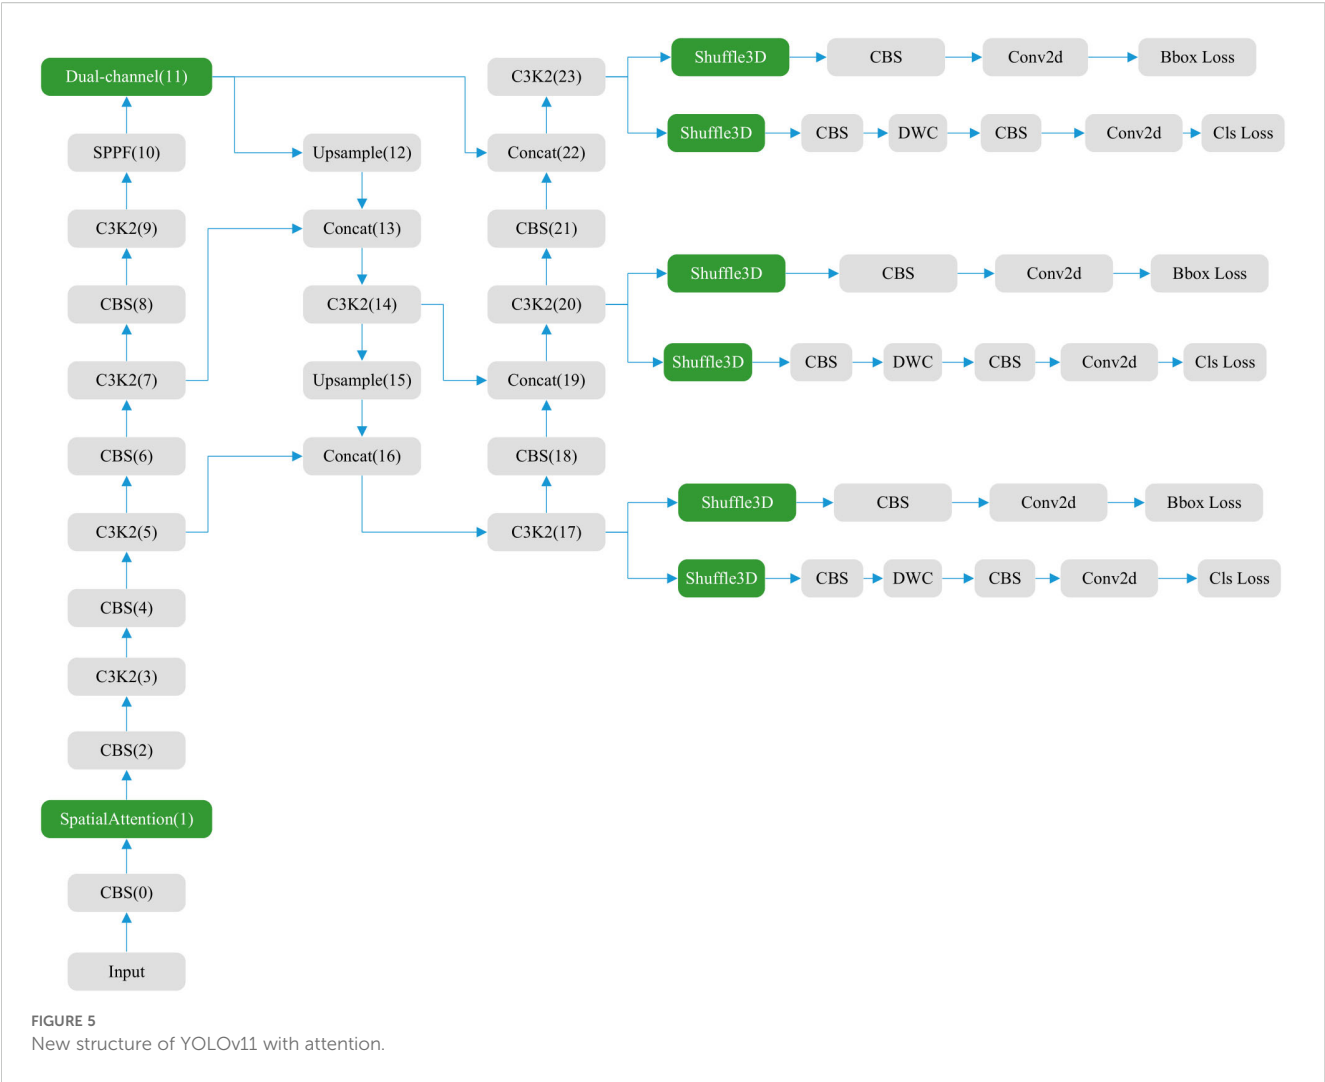 Dual-channel(11)
SPPF(10)
C3K2(9)
CBS(8)
C3K2(7)
CBS(6)
C3K2(5)
CBS(4)
C3K2(3)
CBS(2)
SpatialAttention(1)
CBS(0)
Input
Upsample(12)
Concat(13)
C3K2(14)
Upsample(15)
Concat(16)
C3K2(23)
Concat(22)
CBS(21)
C3K2(20)
Concat(19)
CBS(18)
C3K2(17)
Shuffle3D CBS Conv2d Bbox Loss
Shuffle3D CBS DWC CBS Conv2d Cls Loss
Shuffle3D CBS Conv2d Bbox Loss
Shuffle3D CBS DWC CBS Conv2d Cls Loss
Shuffle3D CBS Conv2d Bbox Loss
Shuffle3D CBS DWC CBS Conv2d Cls Loss
FIGURE 5
New structure of YOLOv11 with attention.